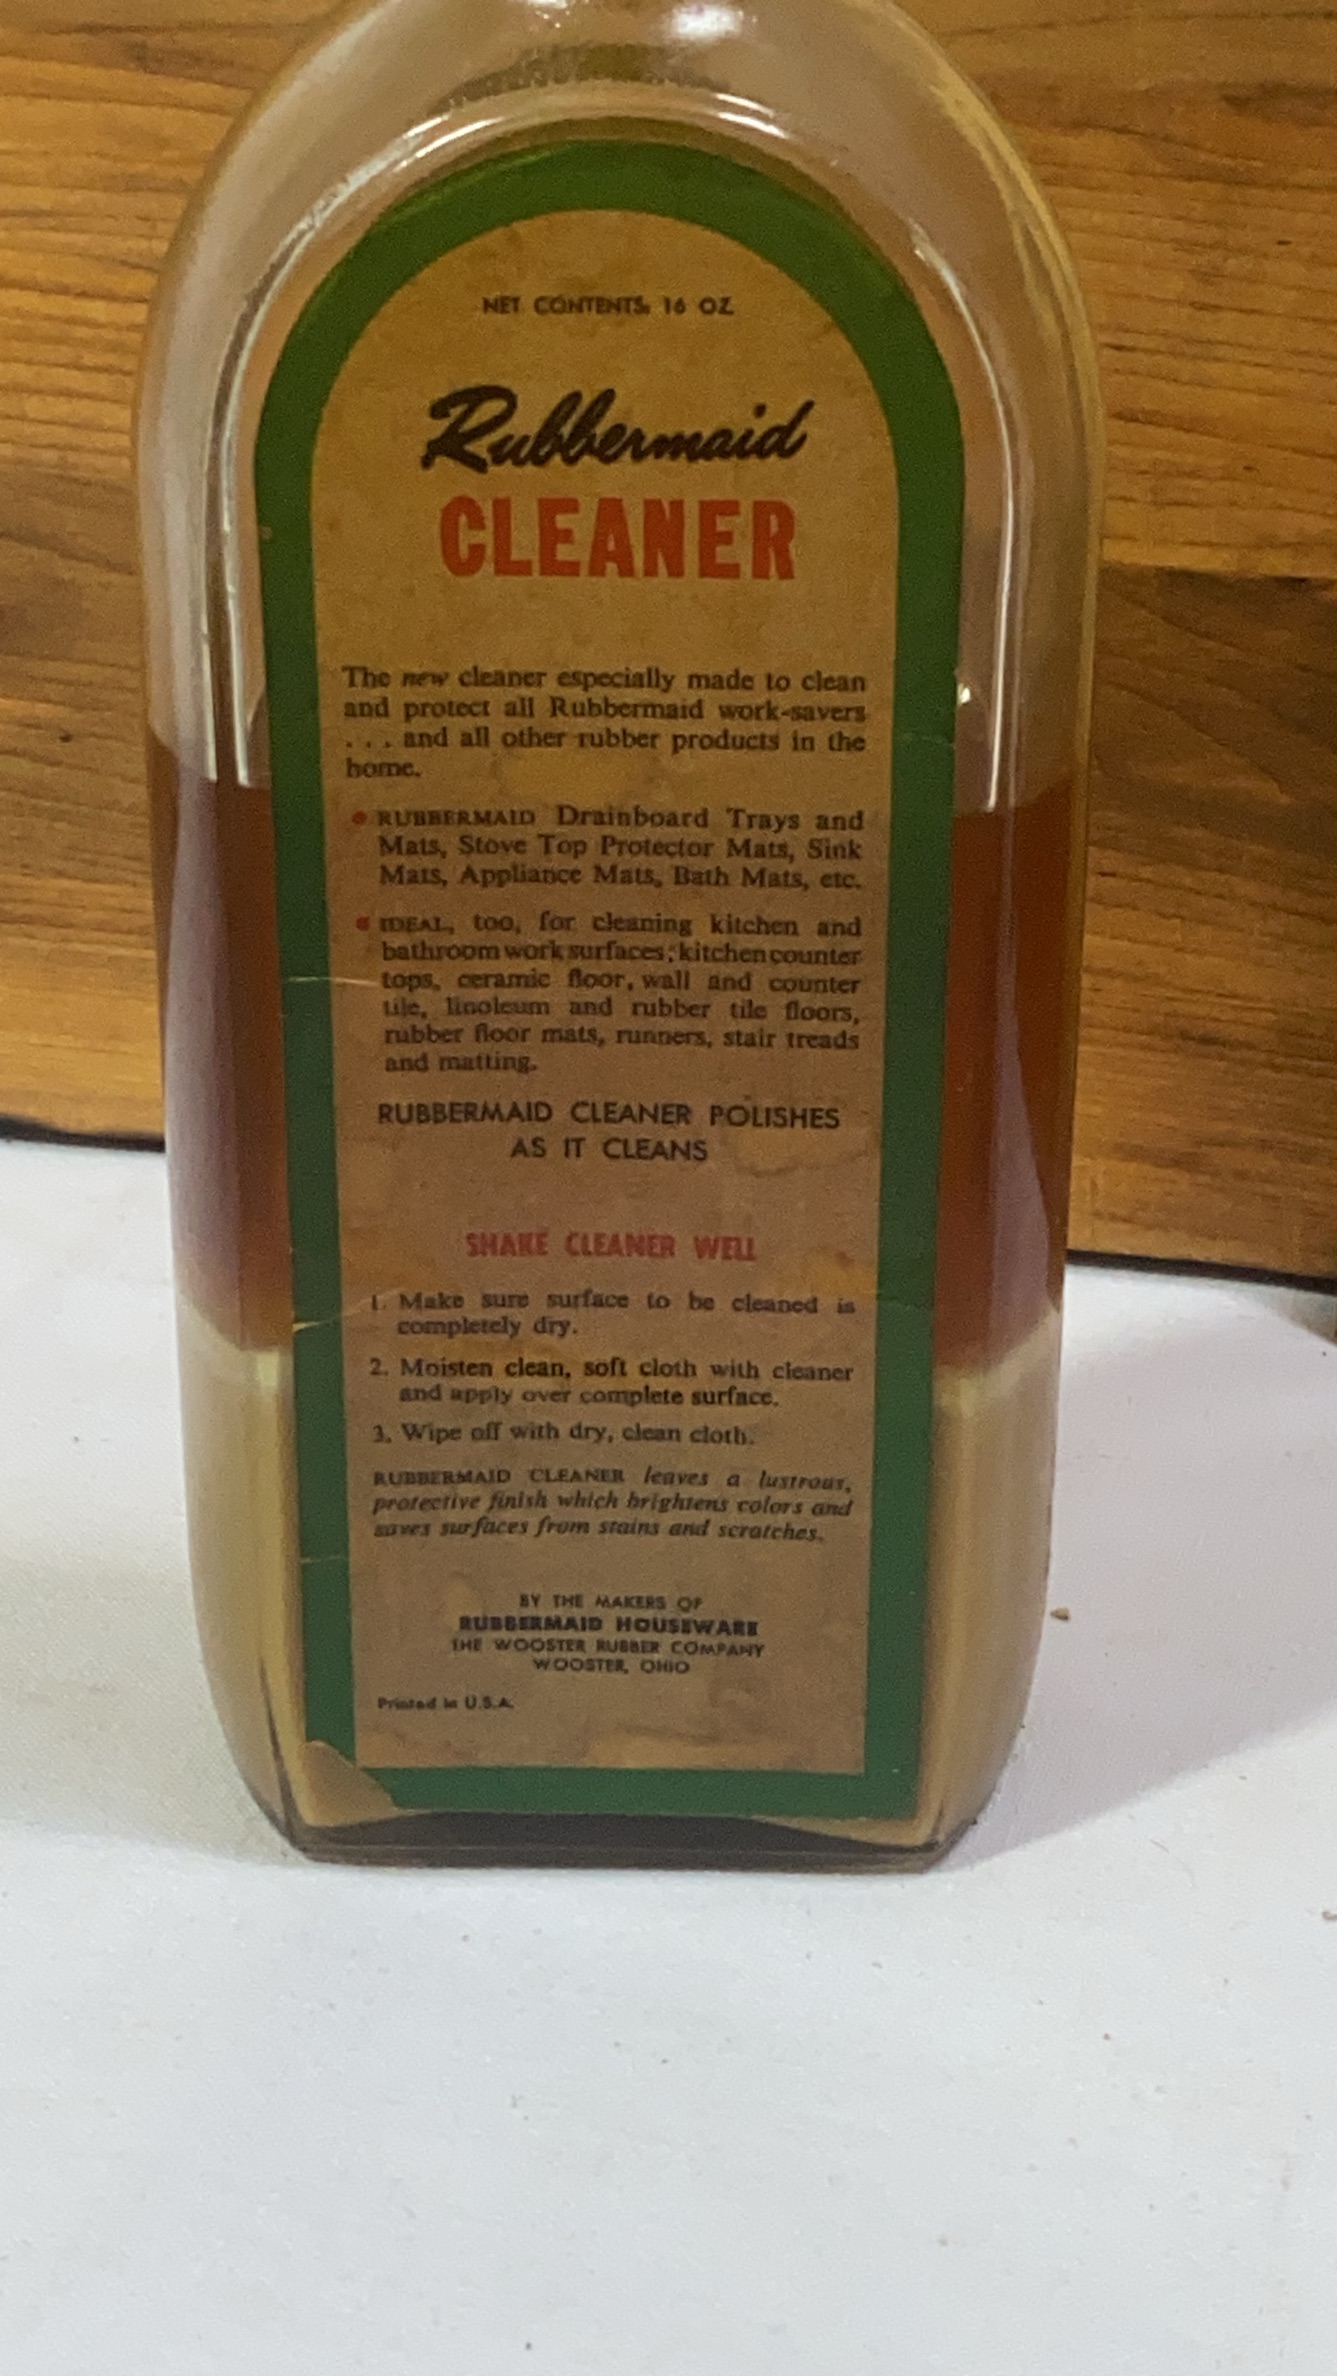 NET CONTENTS: 16 OZ.
Rubbermaid
CLEANER
The new cleaner especially made to clean
and protect all Rubbermaid work-savers
. . . and all other rubber products in the
home.
• RUBBERMAID Drainboard Trays and
Mats, Stove Top Protector Mats, Sink
Mats, Appliance Mats, Bath Mats, etc.
• IDEAL, too, for cleaning kitchen and
bathroom work surfaces; kitchen counter
tops, ceramic floor, wall and counter
tile, linoleum and rubber tile floors,
rubber floor mats, runners, stair treads
and matting.
RUBBERMAID CLEANER POLISHES
AS IT CLEANS
SHAKE CLEANER WELL
1. Make sure surface to be cleaned is
completely dry.
2. Moisten clean, soft cloth with cleaner
and apply over complete surface.
3. Wipe off with dry, clean cloth.
RUBBERMAID CLEANER leaves a lustrous,
protective finish which brightens colors and
saves surfaces from stains and scratches.
BY THE MAKERS OF
RUBBERMAID HOUSEWARE
THE WOOSTER RUBBER COMPANY
WOOSTER, OHIO
Printed in U.S.A.